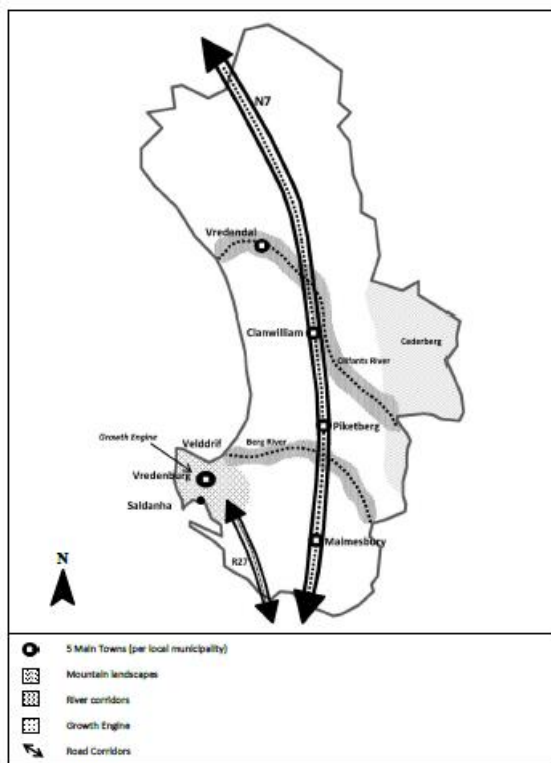 N7
Vredendal
Clanwilliam
Cederberg
Olifants River
Piketberg
Growth Engine
Velddrif
Berg River
Vredenburg
Saldanha
Malmesbury
R27
N
5 Main Towns (per local municipality)
Mountain landscapes
River corridors
Growth Engine
Road Corridors